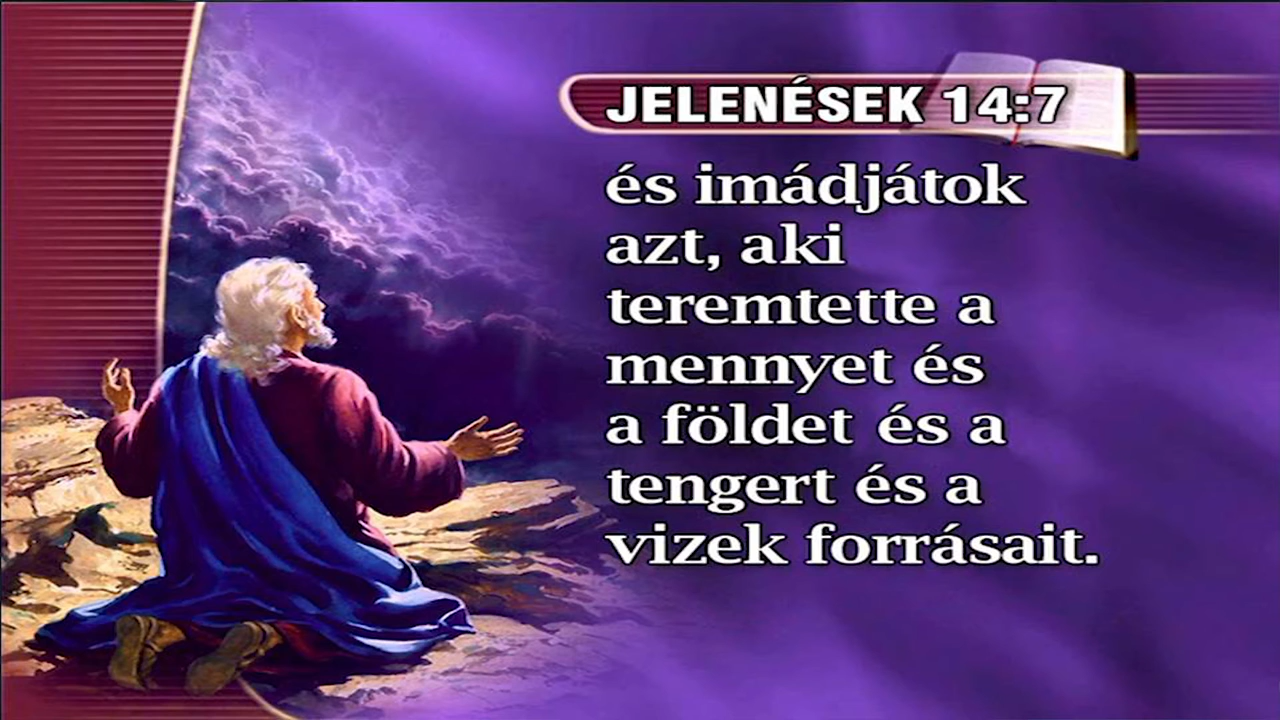 JELENÉSEK 14:7
és imádjátok
azt, aki
teremtette a
mennyet és
a földet és a
tengert és a
vizek forrásait.